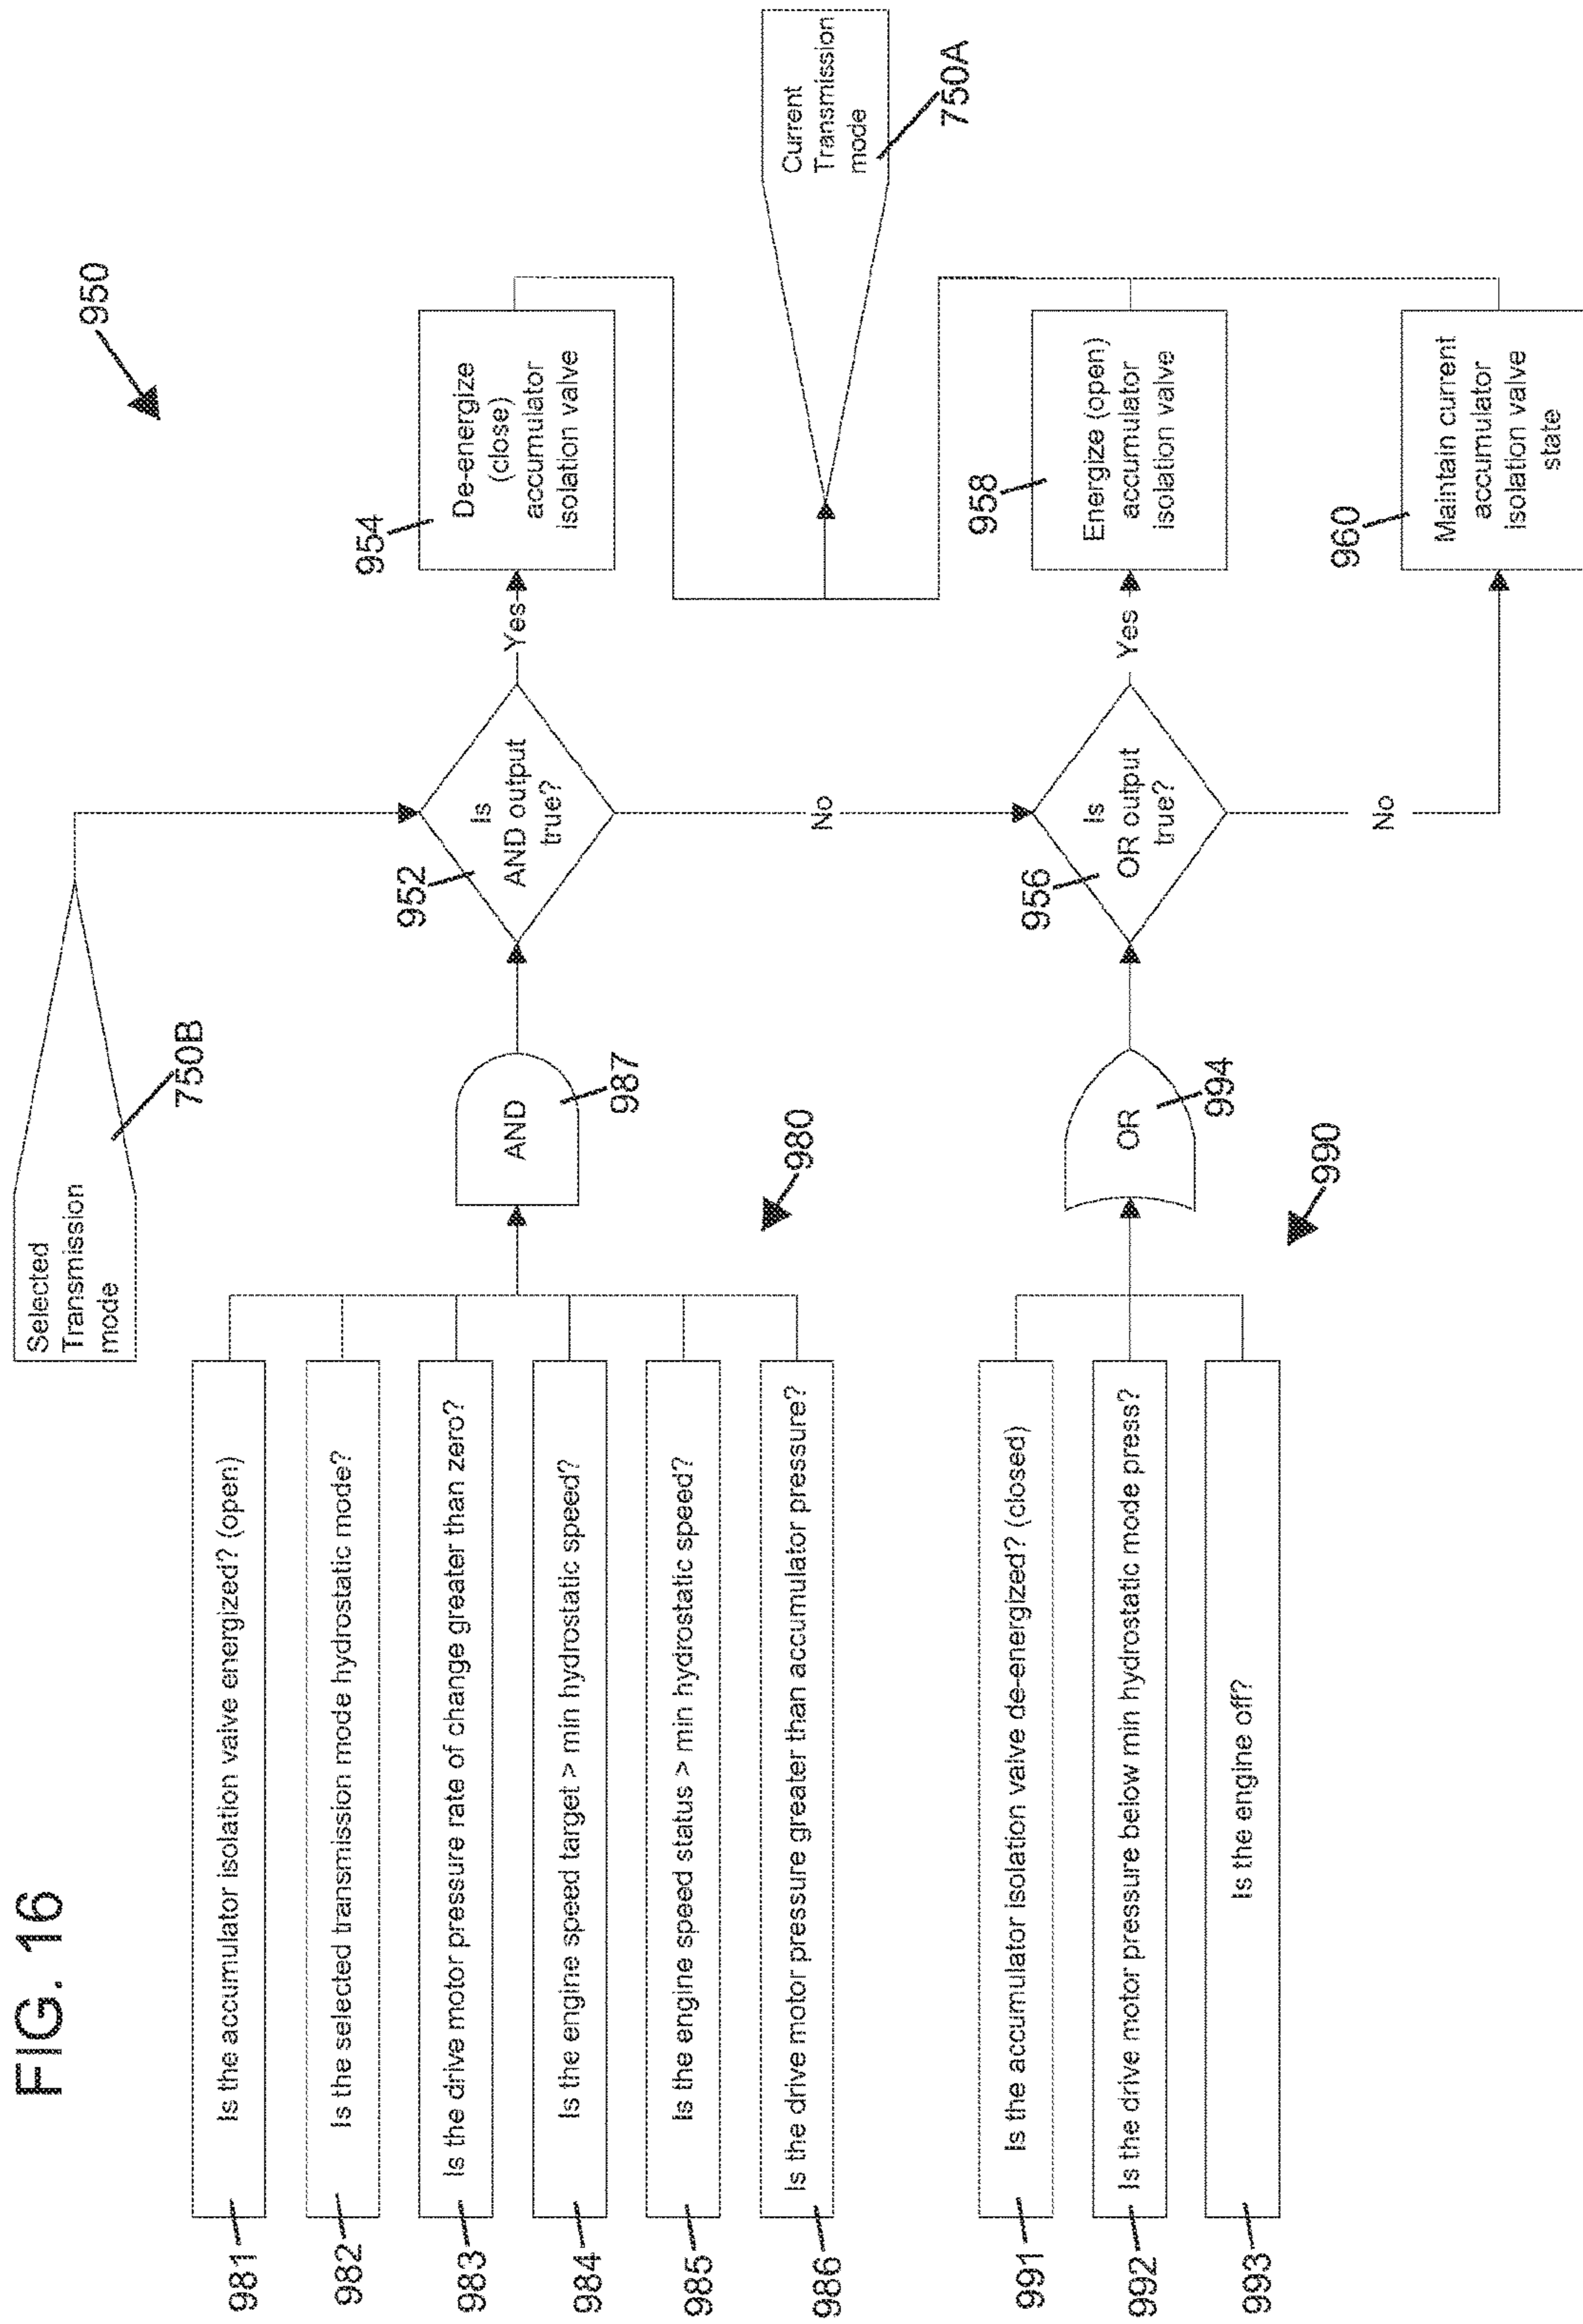 FIG. 16
950
Selected
Transmission
mode
750B
981
Is the accumulator isolation valve energized? (open)
982
Is the selected transmission mode hydrostatic mode?
983
Is the drive motor pressure rate of change greater than zero?
984
Is the engine speed target > min hydrostatic speed?
985
Is the engine speed status > min hydrostatic speed?
986
Is the drive motor pressure greater than accumulator pressure?
980
AND
987
952
Is
AND output
true?
Yes
954
De-energize
(close)
accumulator
isolation valve
No
Current
Transmission
mode
750A
991
Is the accumulator isolation valve de-energized? (closed)
992
Is the drive motor pressure below min hydrostatic mode press?
993
Is the engine off?
990
OR
994
956
Is
OR output
true?
Yes
958
Energize (open)
accumulator
isolation valve
No
960
Maintain current
accumulator
isolation valve
state